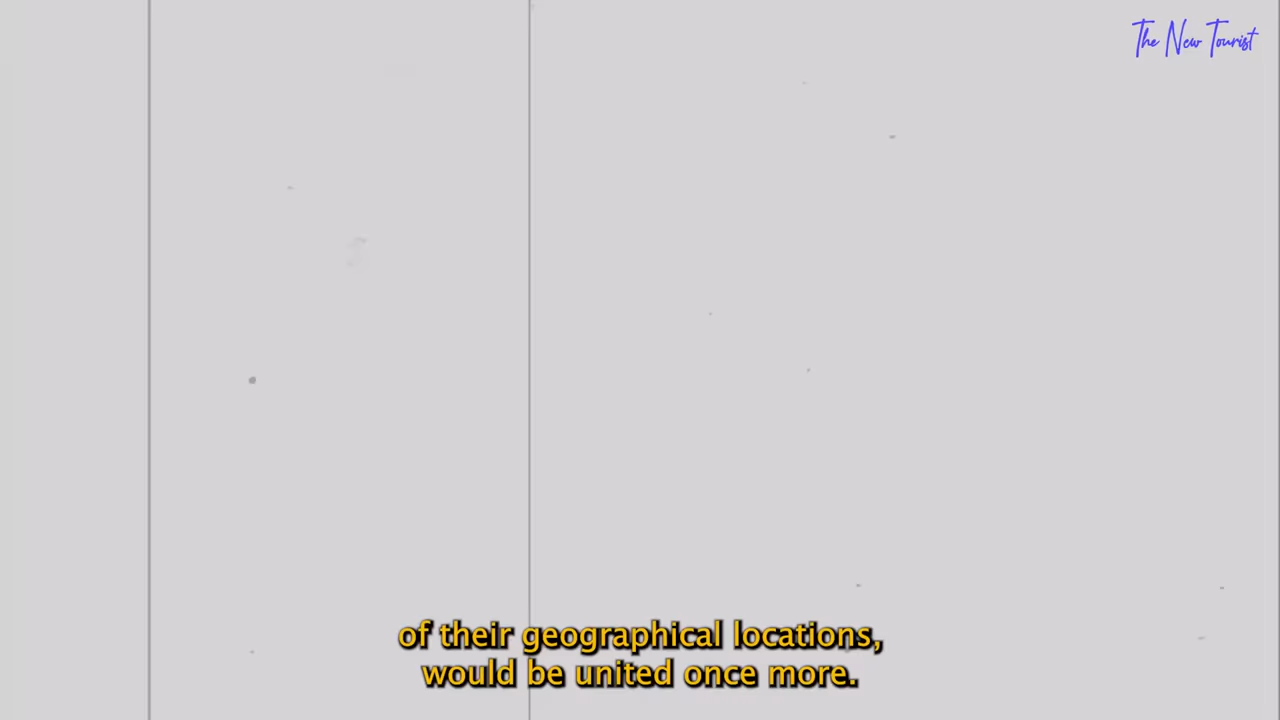 The New Tourist
of their geographical locations,
would be united once more.